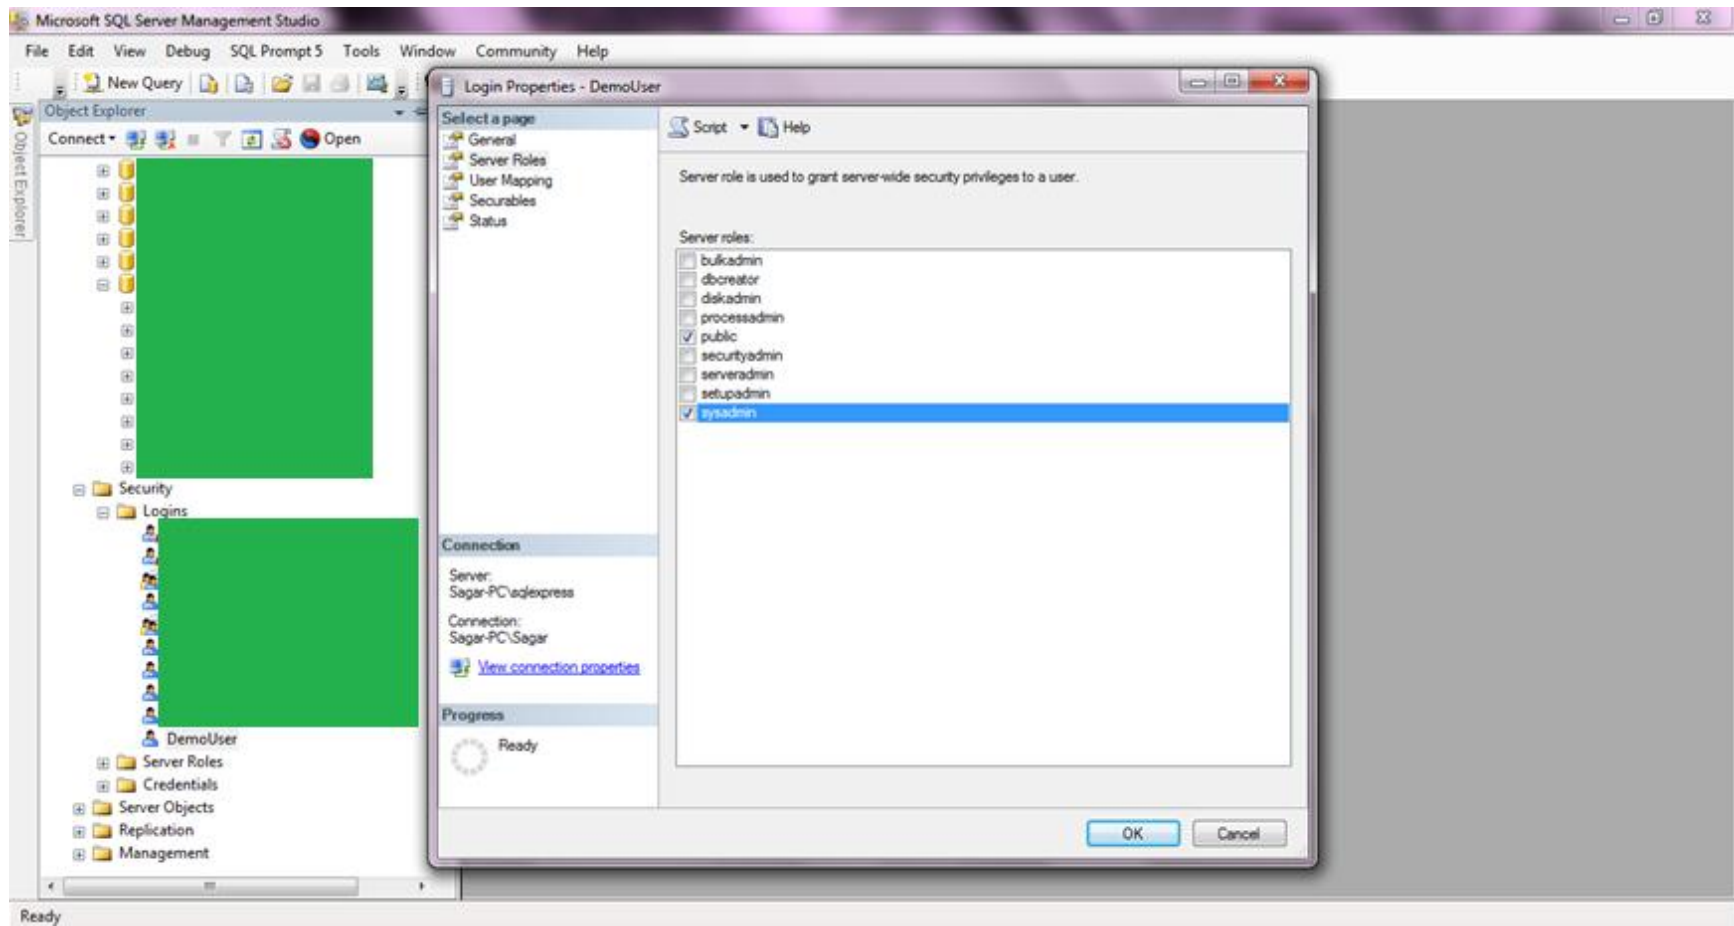 Microsoft SQL Server Management Studio
File Edit View Debug SQL Prompt 5 Tools Window Community Help
New Query
Object Explorer
Connect
Open
Object Explorer
Security
Logins
DemoUser
Server Roles
Credentials
Server Objects
Replication
Management
Ready
Login Properties - DemoUser
Select a page
General
Server Roles
User Mapping
Securables
Status
Connection
Server:
Sagar-PC\sqlexpress
Connection:
Sagar-PC\Sagar
View connection properties
Progress
Ready
Script Help
Server role is used to grant server-wide security privileges to a user.
Server roles:
bulkadmin
dbcreator
diskadmin
processadmin
public
securityadmin
serveradmin
setupadmin
sysadmin
OK Cancel